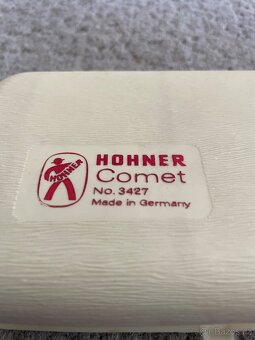 HOHNER
HOHNER
Comet
No. 3427
Made in Germany